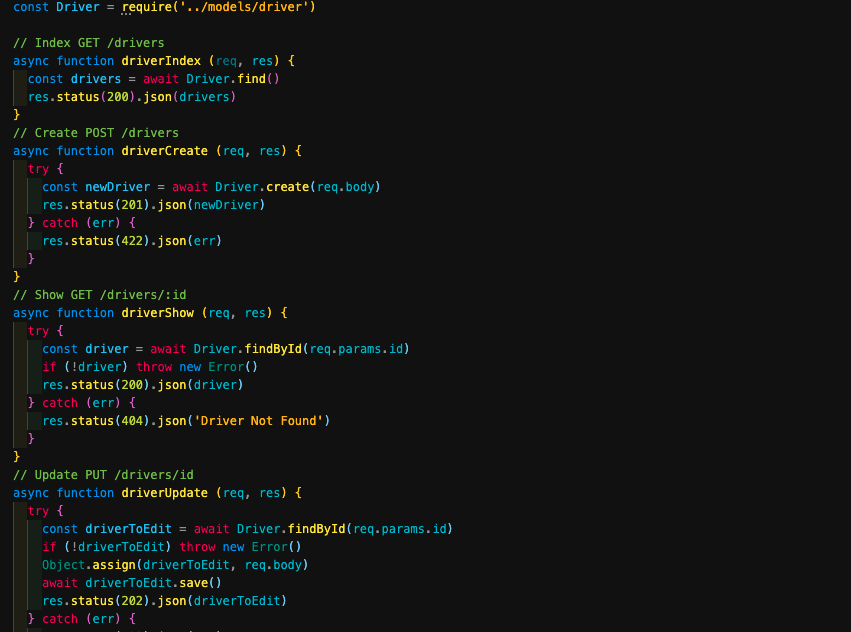 const Driver = require('../models/driver')
// Index GET /drivers
async function driverIndex (req, res) {
const drivers = await Driver.find()
res.status(200).json(drivers)
}
// Create POST /drivers
async function driverCreate (req, res) {
try {
const newDriver = await Driver.create(req.body)
res.status(201).json(newDriver)
} catch (err) {
res.status(422).json(err)
}
}
// Show GET /drivers/:id
async function driverShow (req, res) {
try {
const driver = await Driver.findById(req.params.id)
if (!driver) throw new Error()
res.status(200).json(driver)
} catch (err) {
res.status(404).json('Driver Not Found')
}
}
// Update PUT /drivers/id
async function driverUpdate (req, res) {
try {
const driverToEdit = await Driver.findById(req.params.id)
if (!driverToEdit) throw new Error()
Object.assign(driverToEdit, req.body)
await driverToEdit.save()
res.status(202).json(driverToEdit)
} catch (err) {